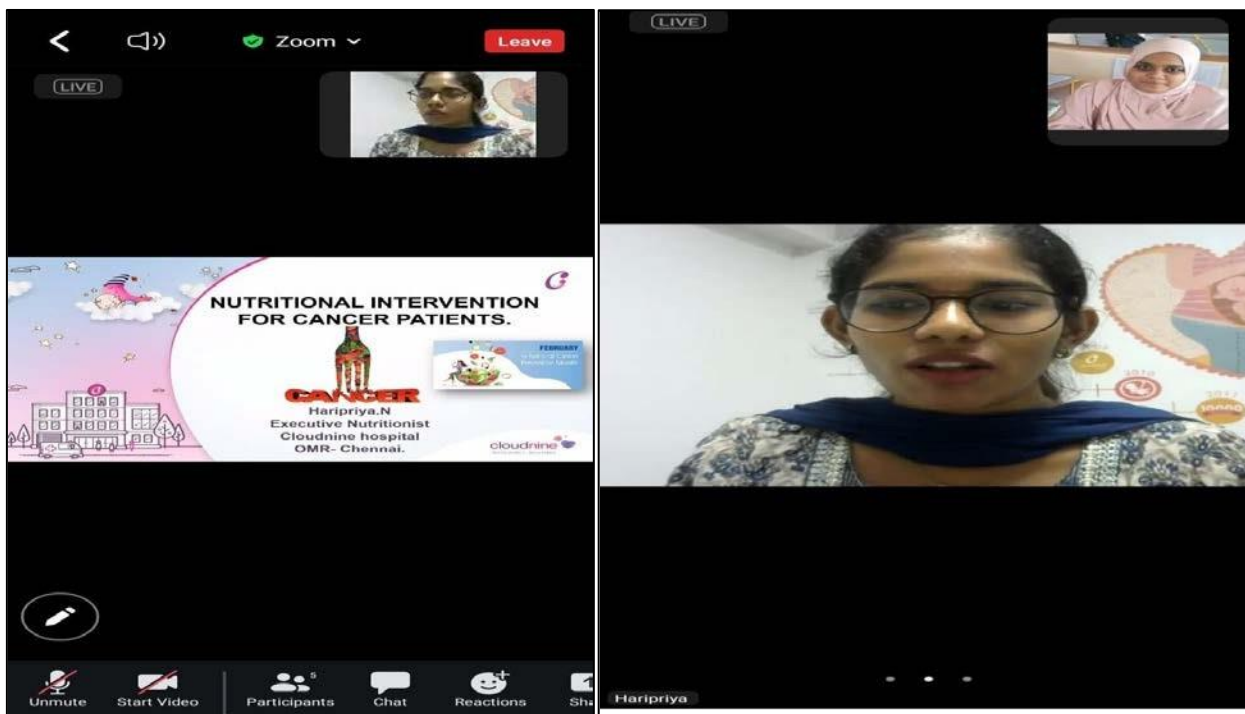 Zoom
Leave
LIVE
NUTRITIONAL INTERVENTION
FOR CANCER PATIENTS.
FEBRUARY
CANCER
Haripriya.N
Executive Nutritionist
Cloudnine hospital
OMR- Chennai.
cloudnine
5
Unmute
Start Video
Participants
Chat
Reactions
LIVE
Haripriya